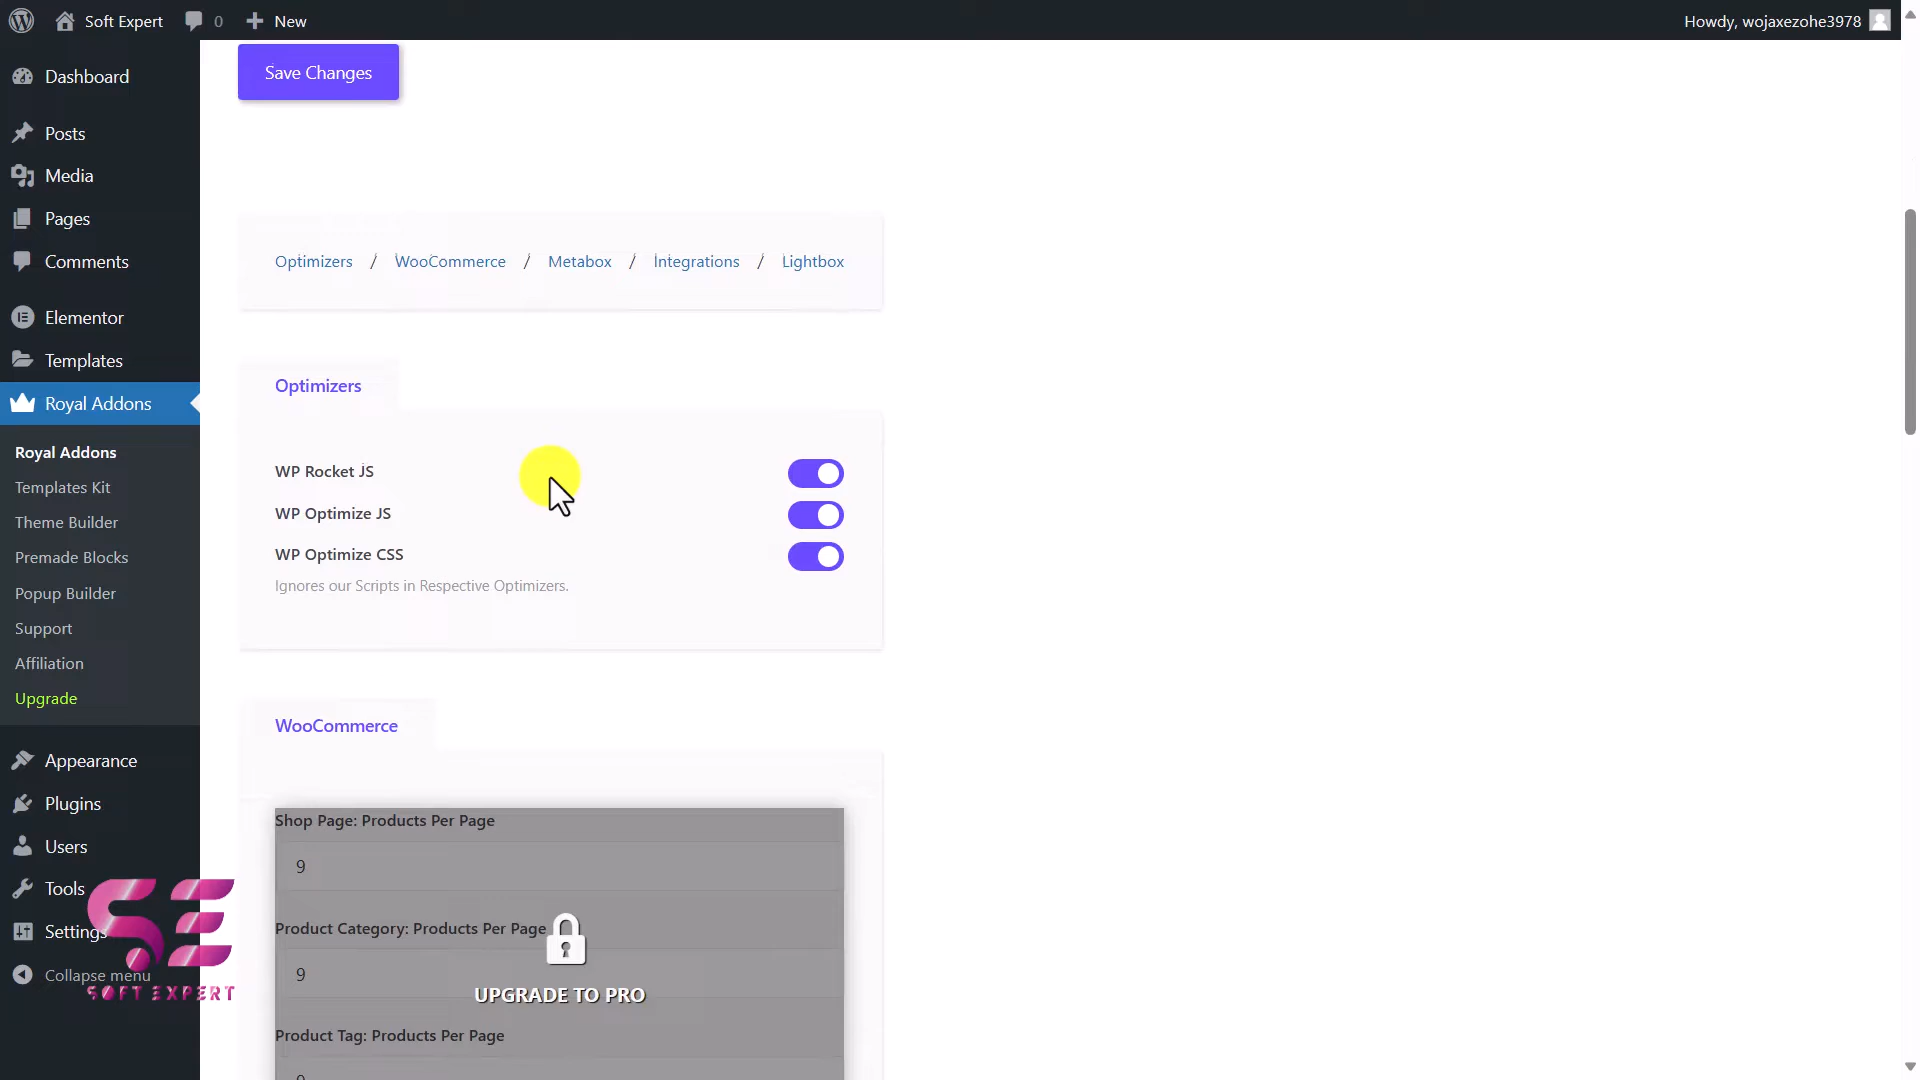 Soft Expert
0
New
Howdy, wojaxezohe3978
Dashboard
Posts
Media
Pages
Comments
Elementor
Templates
Royal Addons
Royal Addons
Templates Kit
Theme Builder
Premade Blocks
Popup Builder
Support
Affiliation
Upgrade
Appearance
Plugins
Users
Tools
Settings
Collapse menu
SE
SOFT EXPERT
Save Changes
Optimizers / WooCommerce / Metabox / Integrations / Lightbox
Optimizers
WP Rocket JS
WP Optimize JS
WP Optimize CSS
Ignores our Scripts in Respective Optimizers.
WooCommerce
Shop Page: Products Per Page
9
Product Category: Products Per Page
9
UPGRADE TO PRO
Product Tag: Products Per Page